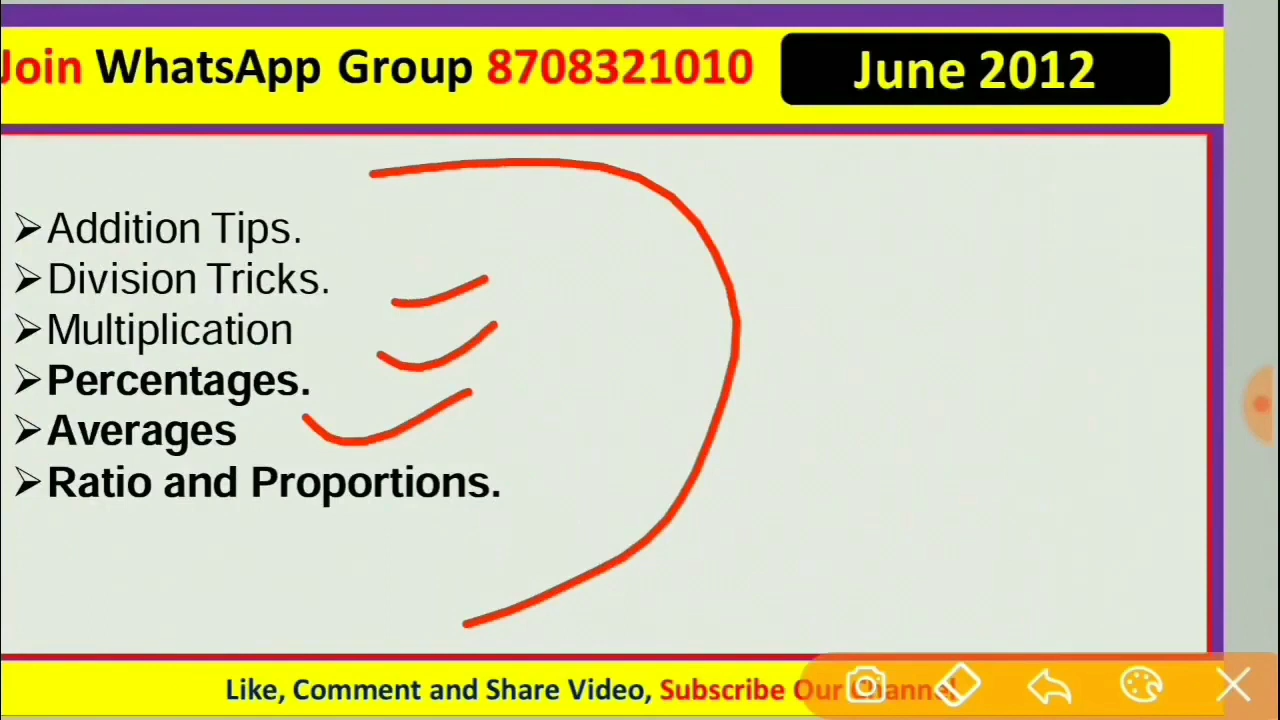 Join WhatsApp Group 8708321010
June 2012
➢Addition Tips.
➢Division Tricks.
➢Multiplication
➢Percentages.
➢Averages
➢Ratio and Proportions.
Like, Comment and Share Video, Subscribe Our Channel